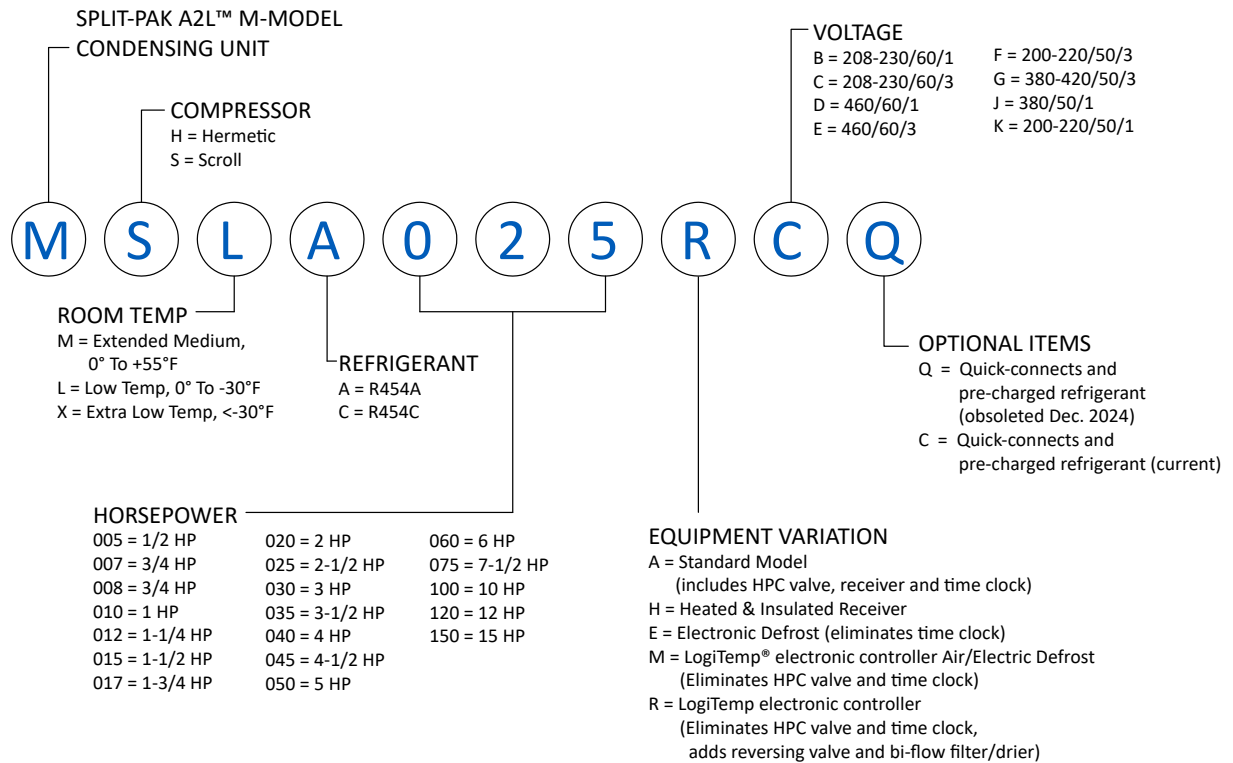 SPLIT-PAK A2L™ M-MODEL
CONDENSING UNIT
COMPRESSOR
H = Hermetic
S = Scroll
VOLTAGE
B = 208-230/60/1
C = 208-230/60/3
D = 460/60/1
E = 460/60/3
F = 200-220/50/3
G = 380-420/50/3
J = 380/50/1
K = 200-220/50/1
M S L A 0 2 5 R C Q
ROOM TEMP
M = Extended Medium,
0° To +55°F
L = Low Temp, 0° To -30°F
X = Extra Low Temp, <-30°F
REFRIGERANT
A = R454A
C = R454C
OPTIONAL ITEMS
Q = Quick-connects and
pre-charged refrigerant
(obsoleted Dec. 2024)
C = Quick-connects and
pre-charged refrigerant (current)
HORSEPOWER
005 = 1/2 HP
007 = 3/4 HP
008 = 3/4 HP
010 = 1 HP
012 = 1-1/4 HP
015 = 1-1/2 HP
017 = 1-3/4 HP
020 = 2 HP
025 = 2-1/2 HP
030 = 3 HP
035 = 3-1/2 HP
040 = 4 HP
045 = 4-1/2 HP
050 = 5 HP
060 = 6 HP
075 = 7-1/2 HP
100 = 10 HP
120 = 12 HP
150 = 15 HP
EQUIPMENT VARIATION
A = Standard Model
(includes HPC valve, receiver and time clock)
H = Heated & Insulated Receiver
E = Electronic Defrost (eliminates time clock)
M = LogiTemp® electronic controller Air/Electric Defrost
(Eliminates HPC valve and time clock)
R = LogiTemp electronic controller
(Eliminates HPC valve and time clock,
adds reversing valve and bi-flow filter/drier)